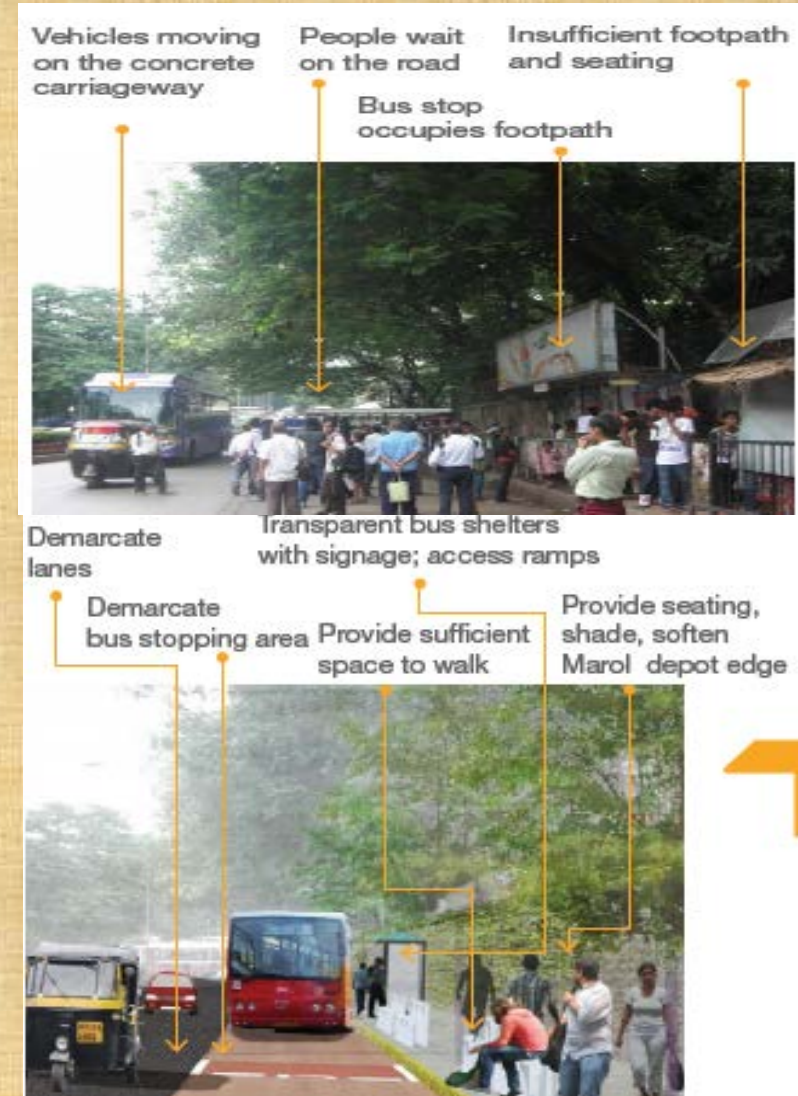 Vehicles moving
on the concrete
carriageway
People wait
on the road
Insufficient footpath
and seating
Bus stop
occupies footpath
Demarcate
lanes
Transparent bus shelters
with signage; access ramps
Demarcate
bus stopping area
Provide sufficient
space to walk
Provide seating,
shade, soften
Marol depot edge